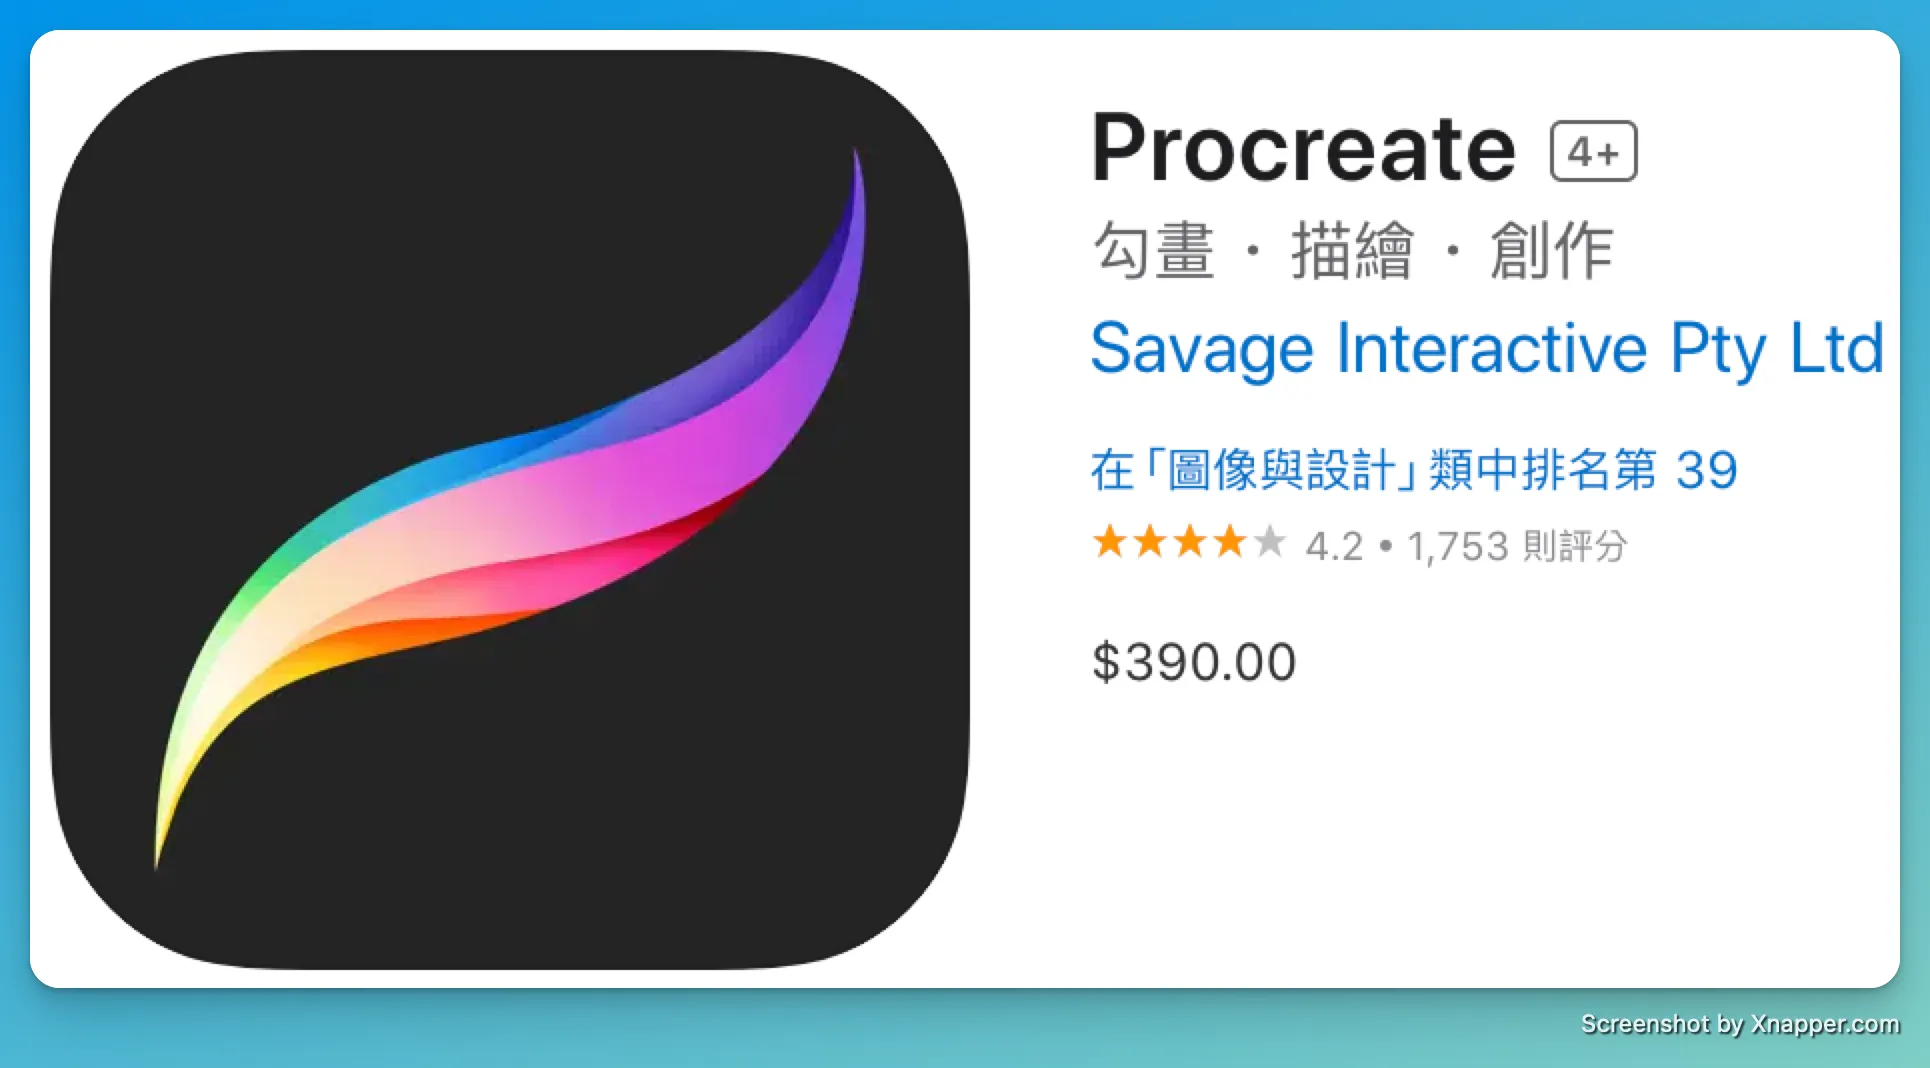 Procreate 4+
勾畫・描繪・創作
Savage Interactive Pty Ltd
在「圖像與設計」類中排名第 39
★★★★★ 4.2 • 1,753 則評分
$390.00
Screenshot by Xnapper.com